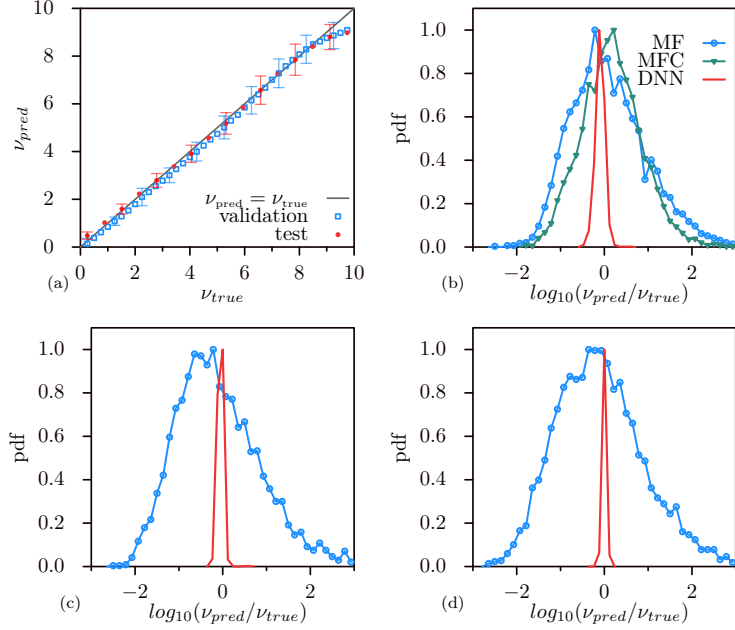 10
8
6
4
2
0
ν_pred
0 2 4 6 8 10
ν_true
ν_pred = ν_true
validation
test
(a)
1.0
0.8
0.6
0.4
0.2
0.0
pdf
−2 0 2
log10(ν_pred/ν_true)
MF
MFC
DNN
(b)
1.0
0.8
0.6
0.4
0.2
0.0
pdf
−2 0 2
log10(ν_pred/ν_true)
(c)
1.0
0.8
0.6
0.4
0.2
0.0
pdf
−2 0 2
log10(ν_pred/ν_true)
(d)